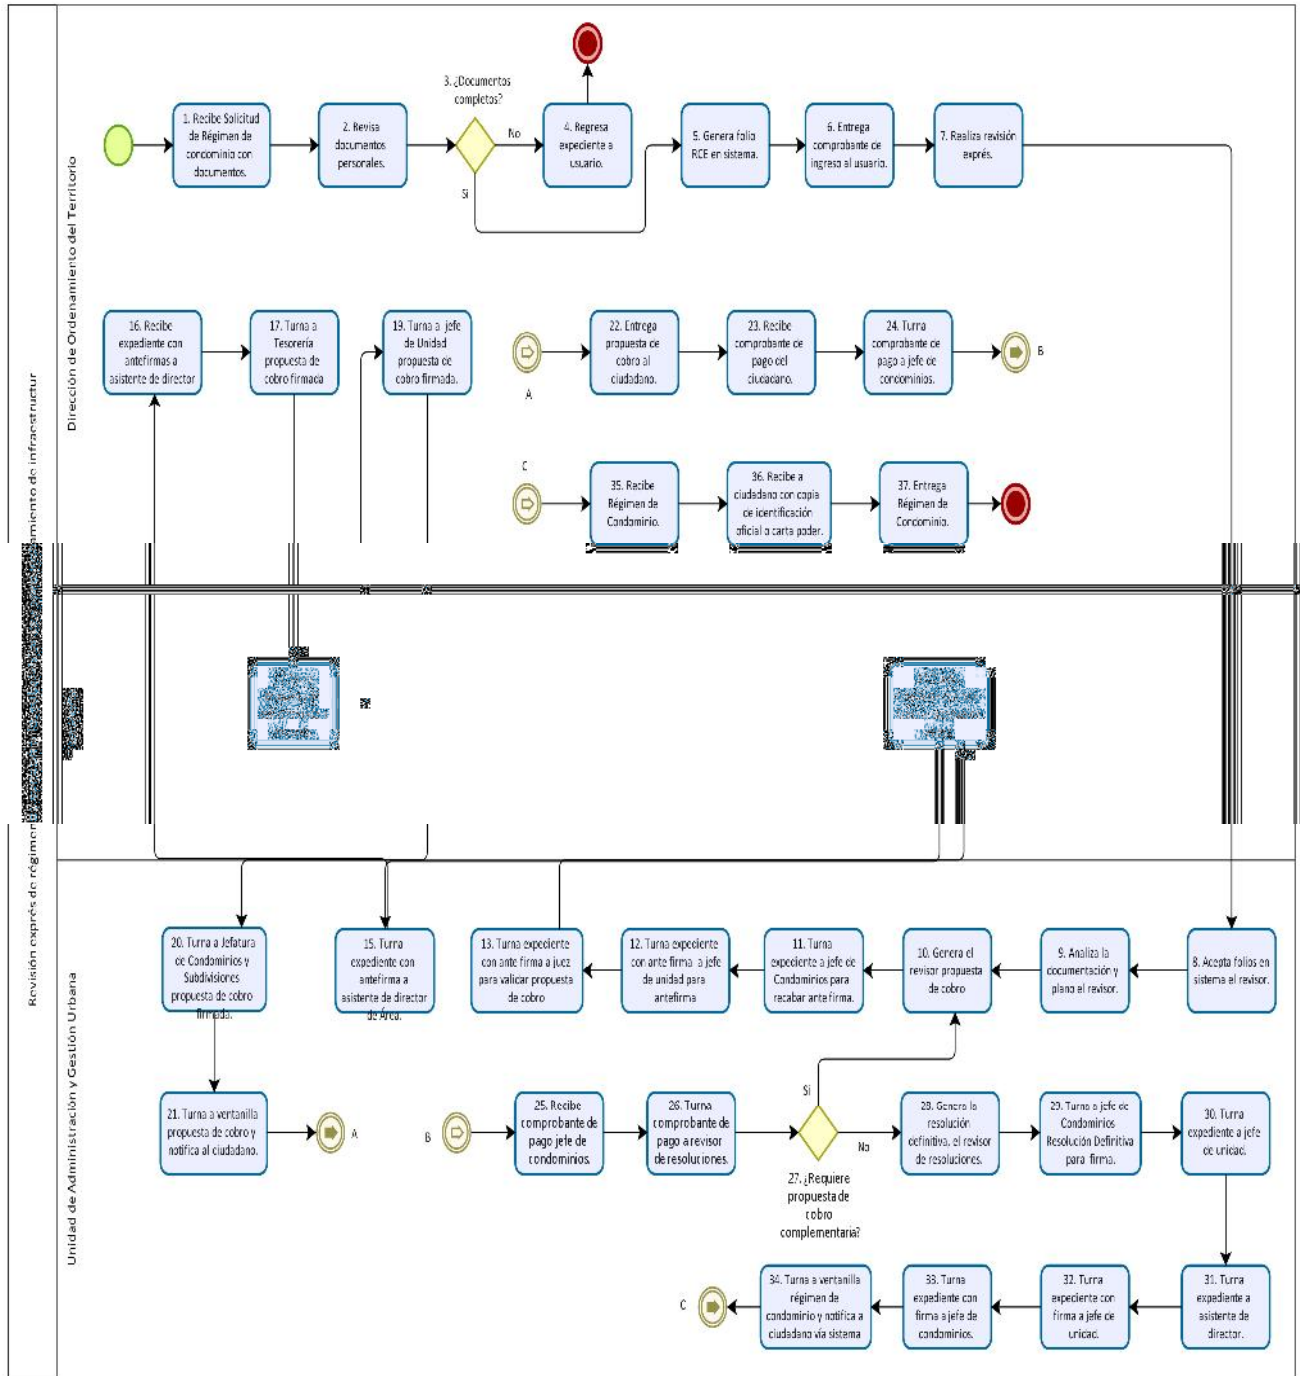 Revisión exprés de régimen
amiento de infraestructur
Dirección de Ordenamiento del Territorio
1. Recibe Solicitud
de Régimen de
condominio con
documentos.
2. Revisa
documentos
personales.
3. ¿Documentos
completos?
No
Si
4. Regresa
expediente a
usuario.
5. Genera folio
RCE en sistema.
6. Entrega
comprobante de
ingreso al usuario.
7. Realiza revisión
exprés.
16. Recibe
expediente con
antefirmas a
asistente de director
17. Turna a
Tesorería
propuesta de
cobro firmada
19. Turna a jefe
de Unidad
propuesta de
cobro firmada.
A
22. Entrega
propuesta de
cobro al
ciudadano.
23. Recibe
comprobante de
pago del
ciudadano.
24. Turna
comprobante de
pago a jefe de
condominios.
B
C
35. Recibe
Régimen de
Condominio.
36. Recibe a
ciudadano con copia
de identificación
oficial o carta poder.
37. Entrega
Régimen de
Condominio.
Unidad de Administración y Gestión Urbana
20. Turna a Jefatura
de Condominios y
Subdivisiones
propuesta de cobro
firmada.
15. Turna
expediente con
antefirma a
asistente de director
de Área.
13. Turna expediente
con ante firma a juez
para validar propuesta
de cobro
12. Turna expediente
con ante firma a jefe
de unidad para
antefirma
11. Turna
expediente a jefe de
Condominios para
recabar ante firma.
10. Genera el
revisor propuesta
de cobro
9. Analiza la
documentación y
plano el revisor.
8. Acepta folios en
sistema el revisor.
21. Turna a ventanilla
propuesta de cobro y
notifica al ciudadano.
A
B
25. Recibe
comprobante de
pago jefe de
condominios.
26. Turna
comprobante de
pago a revisor
de resoluciones.
Si
No
27. ¿Requiere
propuesta de
cobro
complementaria?
28. Genera la
resolución
definitiva, el revisor
de resoluciones.
29. Turna a jefe de
Condominios
Resolución Definitiva
para firma.
30. Turna
expediente a jefe
de unidad.
C
34. Turna a ventanilla
régimen de
condominio y notifica a
ciudadano vía sistema
33. Turna
expediente con
firma a jefe de
condominios.
32. Turna
expediente con
firma a jefe de
unidad.
31. Turna
expediente a
asistente de
director.